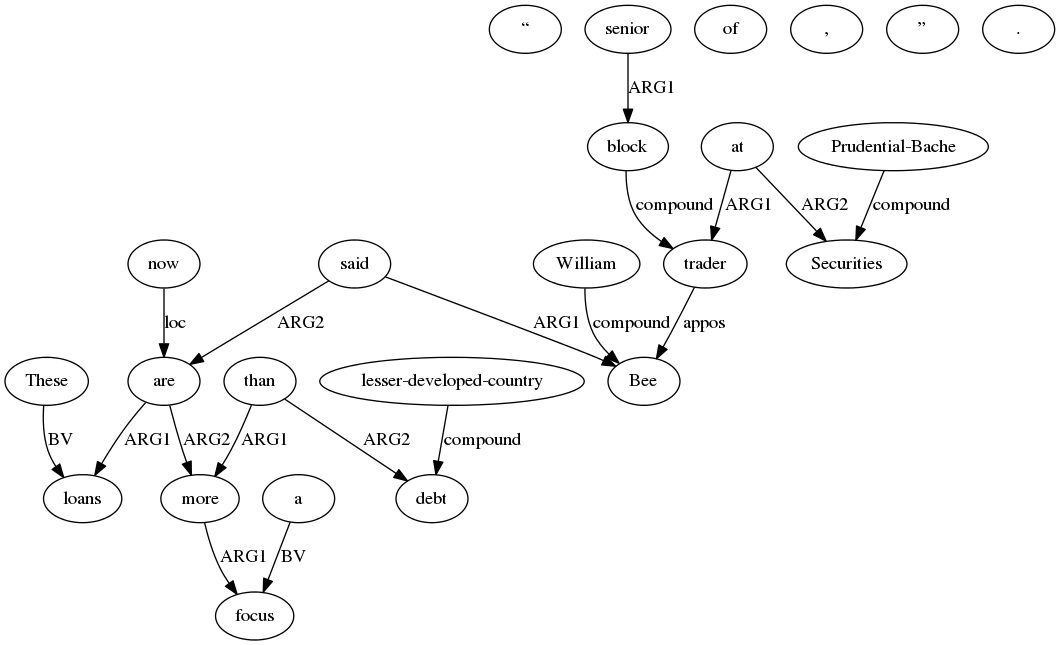 “ senior of , ” .
ARG1
block at Prudential-Bache
compound ARG1 ARG2 compound
now said William trader Securities
loc ARG2 ARG1 compound appos
These are than lesser-developed-country Bee
BV ARG1 ARG2 ARG1 ARG2 compound
loans more a debt
ARG1 BV
focus